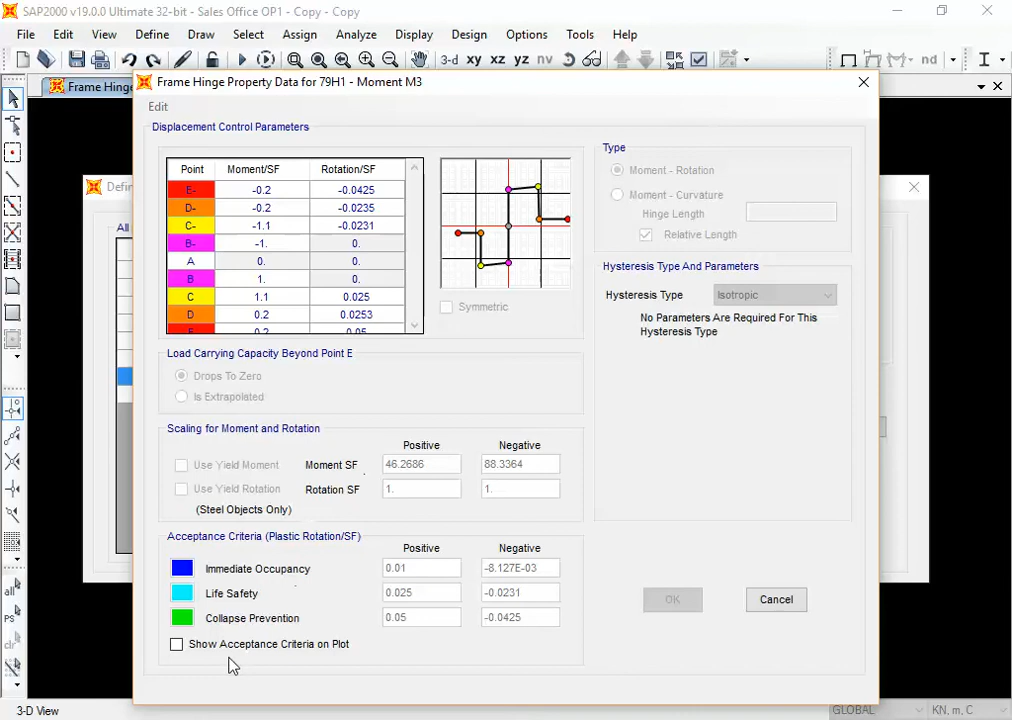 SAP2000 v19.0.0 Ultimate 32-bit - Sales Office OP1 - Copy - Copy
File Edit View Define Draw Select Assign Analyze Display Design Options Tools Help
3-d xy xz yz nv nd
Frame Hinge
Frame Hinge Property Data for 79H1 - Moment M3
Edit
Displacement Control Parameters
Point Moment/SF Rotation/SF
E- -0.2 -0.0425
D- -0.2 -0.0235
C- -1.1 -0.0231
B- -1. 0.
A 0. 0.
B 1. 0.
C 1.1 0.025
D 0.2 0.0253
E 0.2 0.05
Symmetric
Type
Moment - Rotation
Moment - Curvature
Hinge Length
Relative Length
Hysteresis Type And Parameters
Hysteresis Type Isotropic
No Parameters Are Required For This
Hysteresis Type
Load Carrying Capacity Beyond Point E
Drops To Zero
Is Extrapolated
Scaling for Moment and Rotation
Positive Negative
Use Yield Moment Moment SF 46.2686 88.3364
Use Yield Rotation Rotation SF 1. 1.
(Steel Objects Only)
Acceptance Criteria (Plastic Rotation/SF)
Positive Negative
Immediate Occupancy 0.01 -8.127E-03
Life Safety 0.025 -0.0231
Collapse Prevention 0.05 -0.0425
Show Acceptance Criteria on Plot
OK Cancel
Defin
All
all
PS
clr
3-D View
GLOBAL KN, m, C